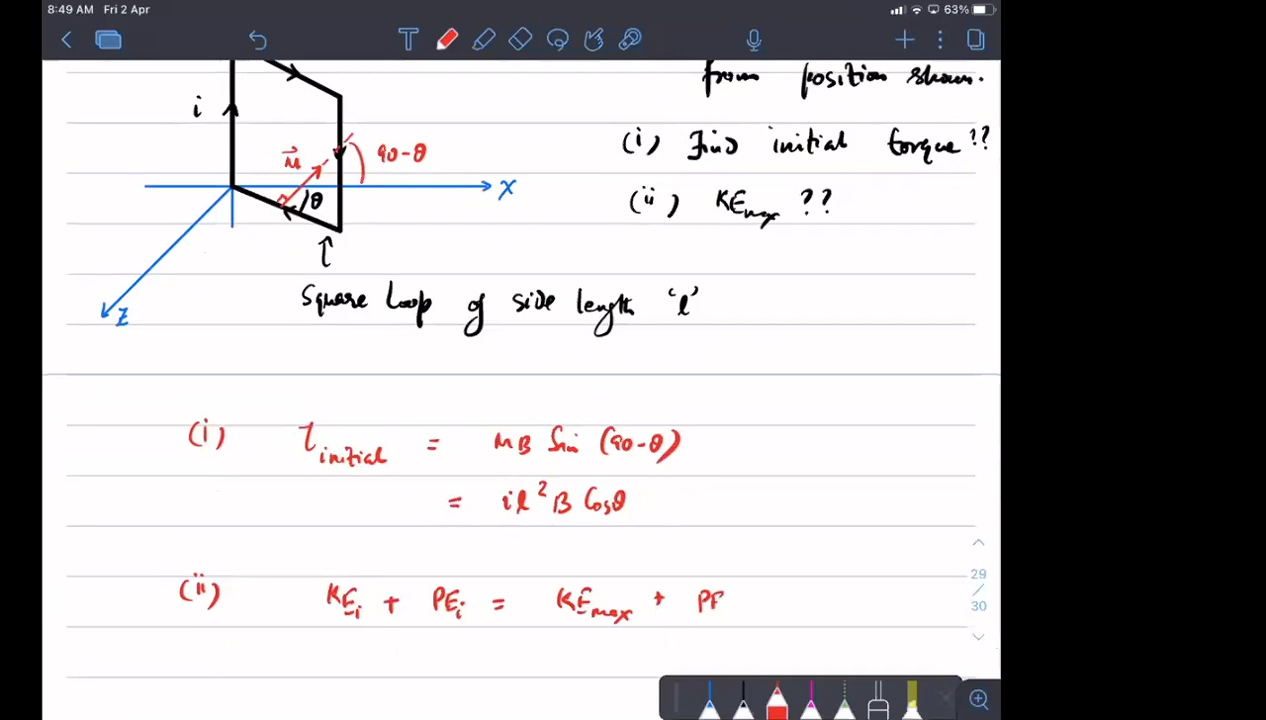 8:49 AM Fri 2 Apr
63%
T
from position shown.
i
(i) Find initial torque??
M
90-θ
(ii) KEmax ??
θ
X
Z
Square Loop of side length 'l'
(i) τinitial = MB Sin (90-θ)
= il²B Cosθ
29
/
30
(ii) KEi + PEi = KEmax + PE